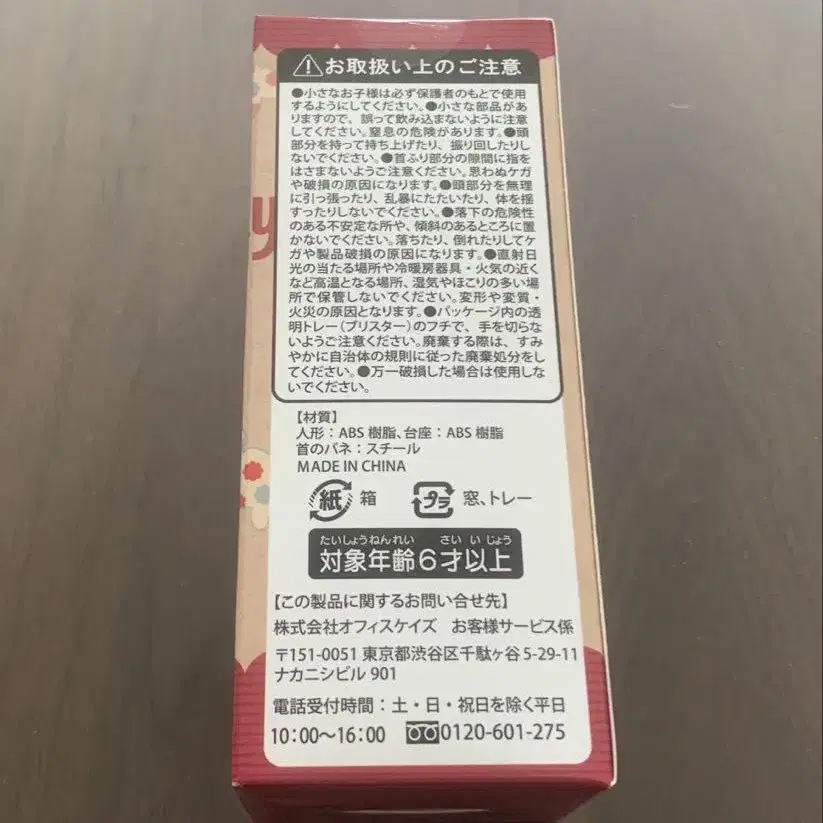 お取扱い上のご注意
●小さなお子様は必ず保護者のもとで使用
するようにしてください。●小さな部品があ
りますので、誤って飲み込まないように注意
してください。窒息の危険があります。●頭
部分を持って持ち上げたり、振り回したりし
ないでください。●首ふり部分の隙間に指を
はさまないようご注意ください。思わぬケガ
や破損の原因になります。●頭部分を無理
に引っ張ったり、乱暴にたたいたり、体を揺
すったりしないでください。●落下の危険性
のある不安定な所や、傾斜のあるところに置
かないでください。落ちたり、倒れたりしてケ
ガや製品破損の原因になります。●直射日
光の当たる場所や冷暖房器具・火気の近く
など高温となる場所、湿気やほこりの多い場
所で保管しないでください。変形や変質・
火災の原因となります。●パッケージ内の透
明トレー(ブリスター)のフチで、手を切らな
いようご注意ください。廃棄する際は、すみ
やかに自治体の規則に従った廃棄処分をし
てください。●万一破損した場合は使用しな
いでください。
【材質】
人形：ABS 樹脂、台座：ABS 樹脂
首のバネ：スチール
MADE IN CHINA
紙 箱 プラ 窓、トレー
たいしょうねんれい さい いじょう
対象年齢6才以上
【この製品に関するお問い合せ先】
株式会社オフィスケイズ お客様サービス係
〒151-0051 東京都渋谷区千駄ヶ谷 5-29-11
ナカニシビル 901
電話受付時間：土・日・祝日を除く平日
10:00～16:00 0120-601-275
y